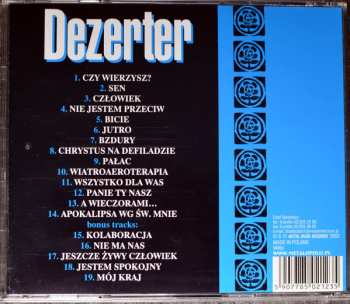 Dezerter
1. CZY WIERZYSZ?
2. SEN
3. CZŁOWIEK
4. NIE JESTEM PRZECIW
5. BICIE
6. JUTRO
7. BZDURY
8. CHRYSTUS NA DEFILADZIE
9. PAŁAC
10. WIATROAEROTERAPIA
11. WSZYSTKO DLA WAS
12. PANIE TY NASZ
13. A WIECZORAMI...
14. APOKALIPSA WG ŚW. MNIE
bonus tracks:
15. KOLABORACJA
16. NIE MA NAS
17. JESZCZE ŻYWY CZŁOWIEK
18. JESTEM SPOKOJNY
19. MÓJ KRAJ
MADE IN POLAND
5 907785 021235